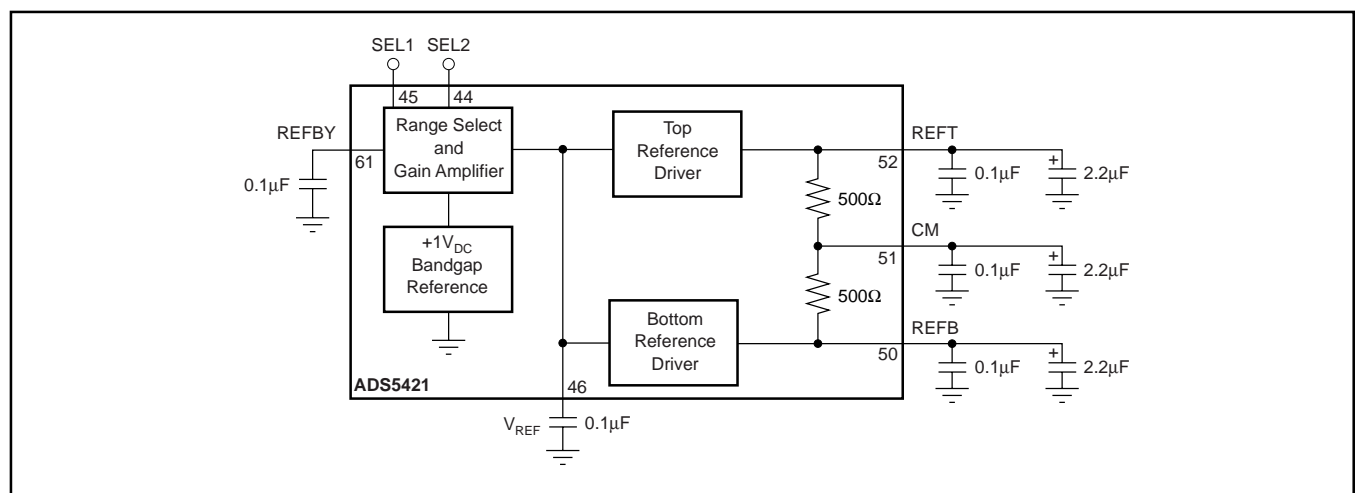 SEL1 SEL2
45 44
REFBY
61
Range Select
and
Gain Amplifier
0.1µF
+1VDC
Bandgap
Reference
Top
Reference
Driver
REFT
52
0.1µF 2.2µF
+
500Ω
CM
51
0.1µF 2.2µF
+
500Ω
Bottom
Reference
Driver
REFB
50
0.1µF 2.2µF
+
ADS5421
46
VREF 0.1µF